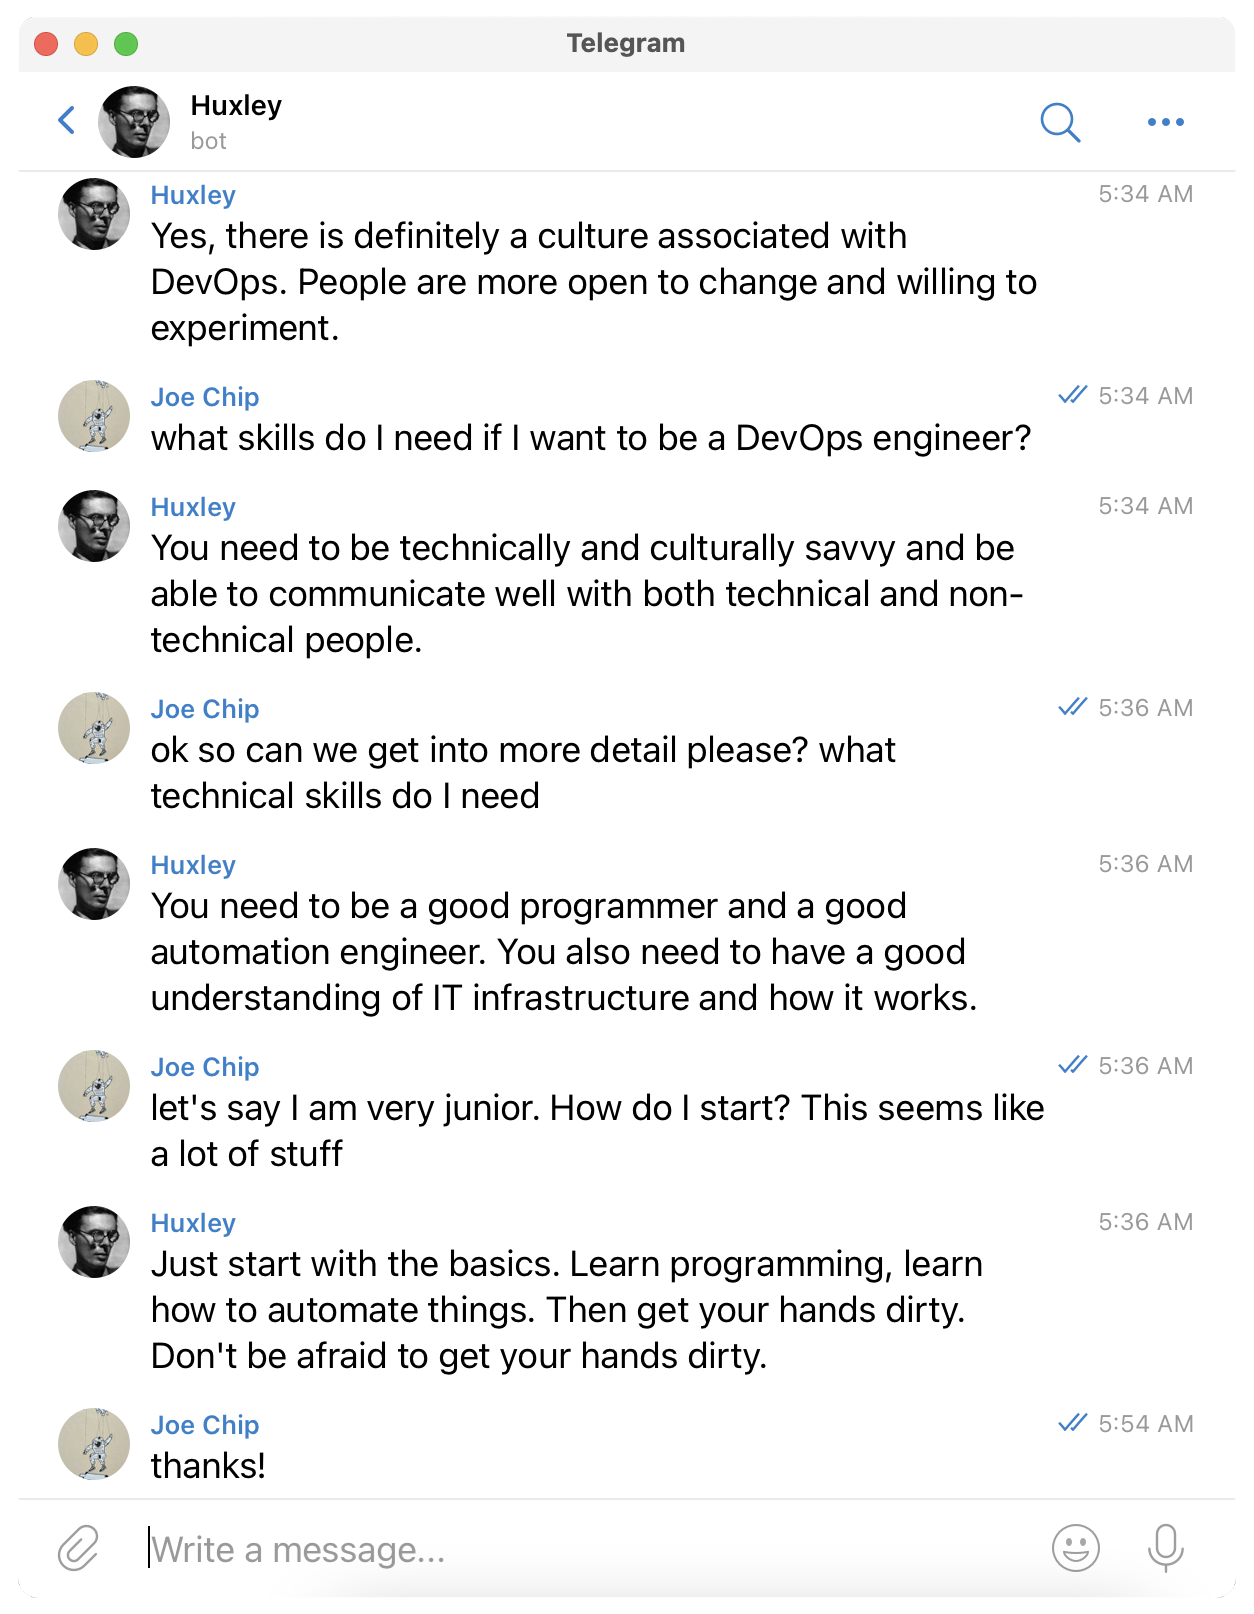 Telegram
Huxley
bot
Huxley 5:34 AM
Yes, there is definitely a culture associated with
DevOps. People are more open to change and willing to
experiment.
Joe Chip 5:34 AM
what skills do I need if I want to be a DevOps engineer?
Huxley 5:34 AM
You need to be technically and culturally savvy and be
able to communicate well with both technical and non-
technical people.
Joe Chip 5:36 AM
ok so can we get into more detail please? what
technical skills do I need
Huxley 5:36 AM
You need to be a good programmer and a good
automation engineer. You also need to have a good
understanding of IT infrastructure and how it works.
Joe Chip 5:36 AM
let's say I am very junior. How do I start? This seems like
a lot of stuff
Huxley 5:36 AM
Just start with the basics. Learn programming, learn
how to automate things. Then get your hands dirty.
Don't be afraid to get your hands dirty.
Joe Chip 5:54 AM
thanks!
Write a message...